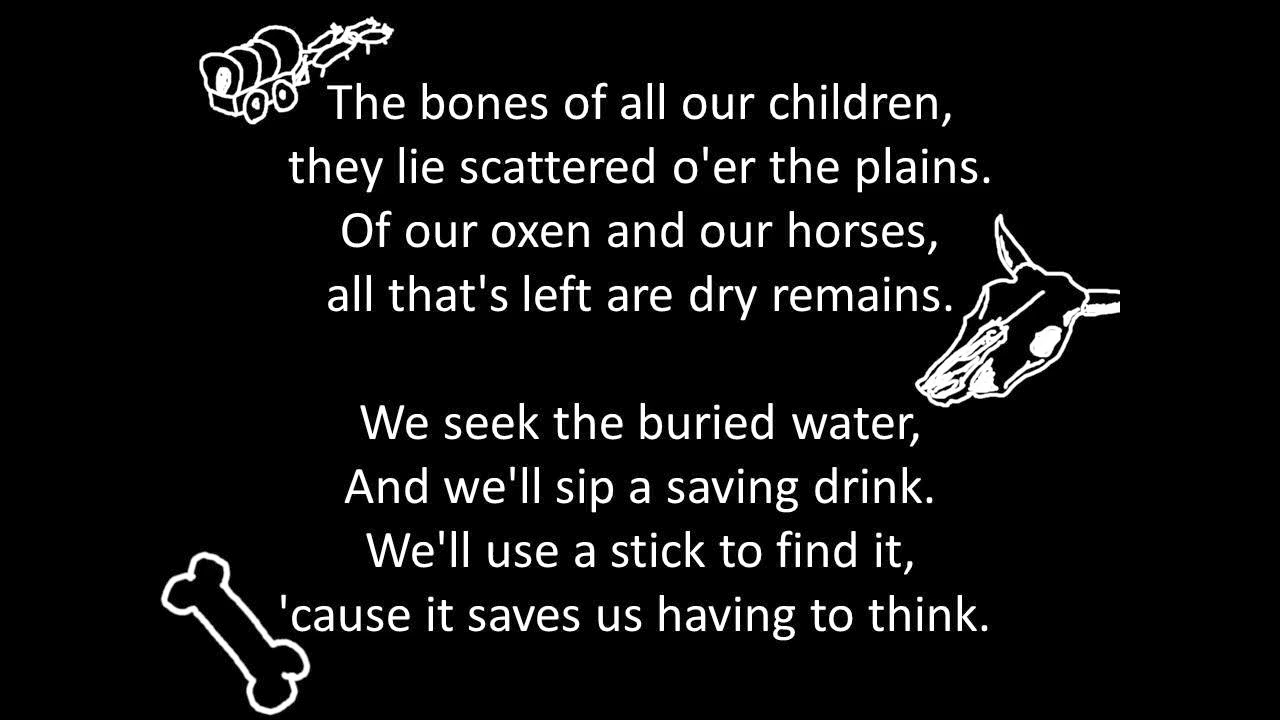 The bones of all our children,
they lie scattered o'er the plains.
Of our oxen and our horses,
all that's left are dry remains.
We seek the buried water,
And we'll sip a saving drink.
We'll use a stick to find it,
'cause it saves us having to think.